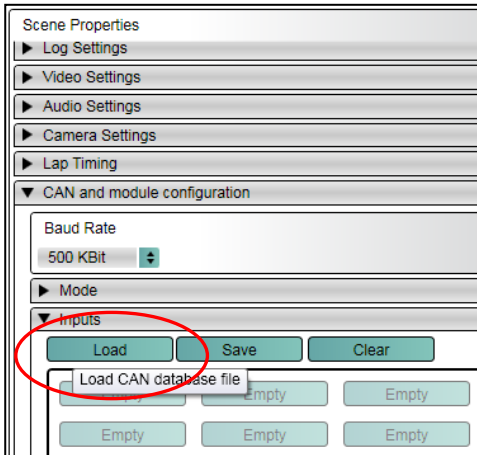 Scene Properties
Log Settings
Video Settings
Audio Settings
Camera Settings
Lap Timing
CAN and module configuration
Baud Rate
500 KBit
Mode
Inputs
Load Save Clear
Load CAN database file
Empty Empty Empty
Empty Empty Empty